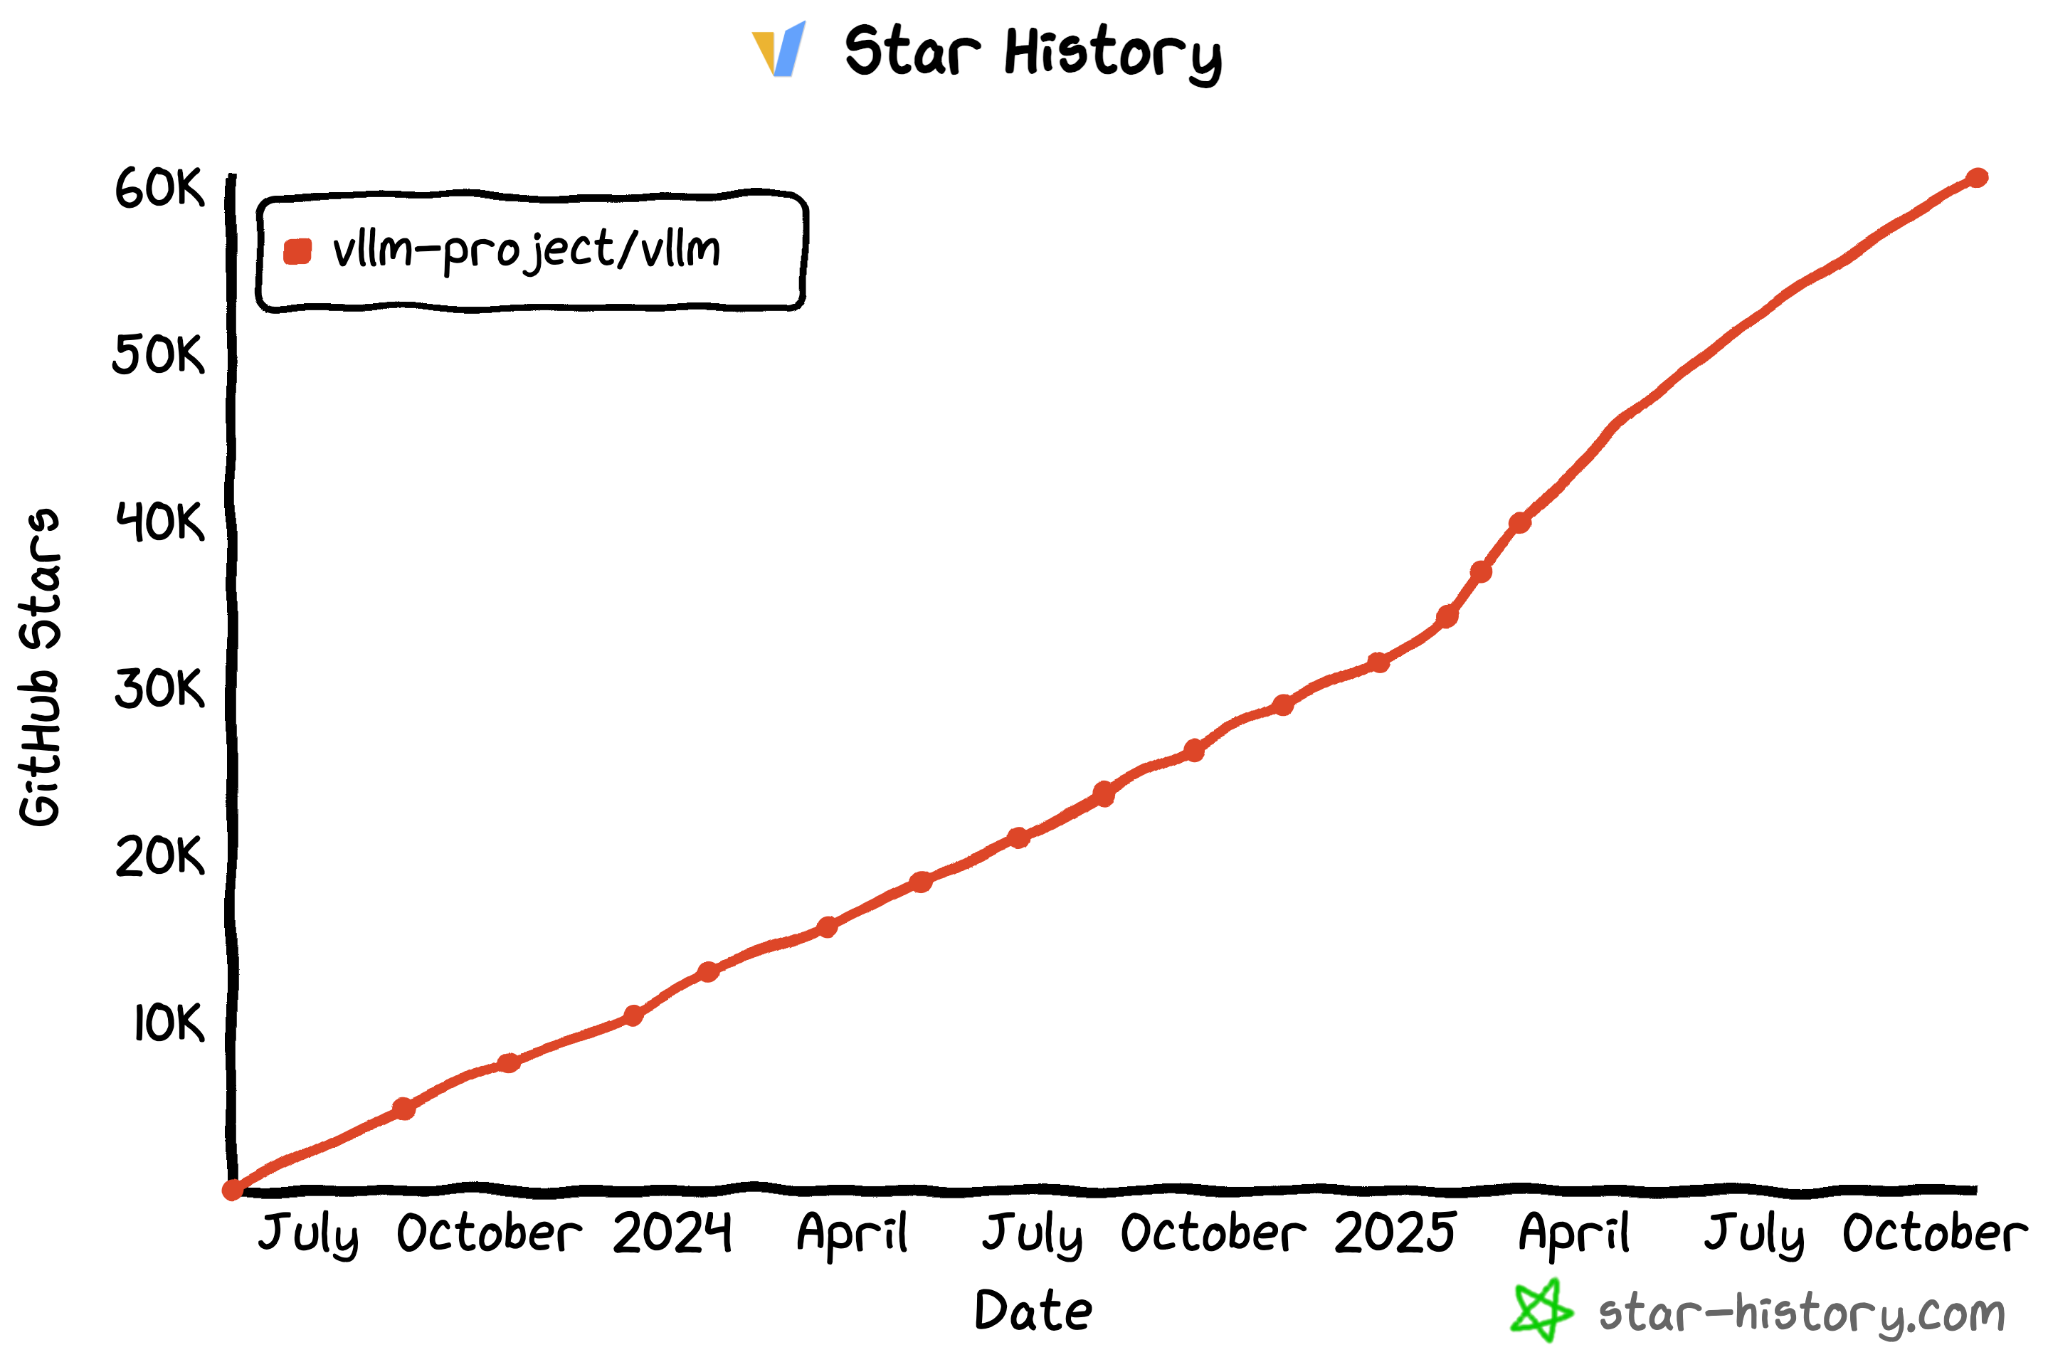 Star History
60K
vllm-project/vllm
50K
40K
30K
20K
10K
GitHub Stars
July October 2024 April July October 2025 April July October
Date
star-history.com